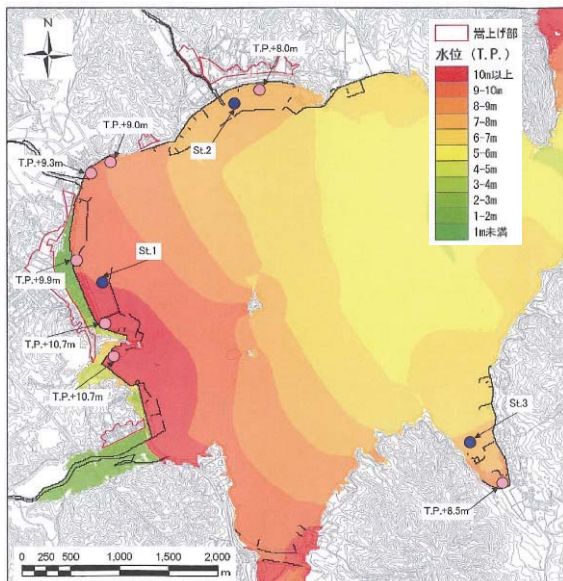 N
嵩上げ部
水位 (T.P.)
10m以上
9-10m
8-9m
7-8m
6-7m
5-6m
4-5m
3-4m
2-3m
1-2m
1m未満
T.P.+8.0m
T.P.+9.0m
St.2
T.P.+9.3m
St.1
T.P.+9.9m
T.P.+10.7m
T.P.+10.7m
St.3
T.P.+8.5m
0 250 500 1,000 1,500 2,000
m